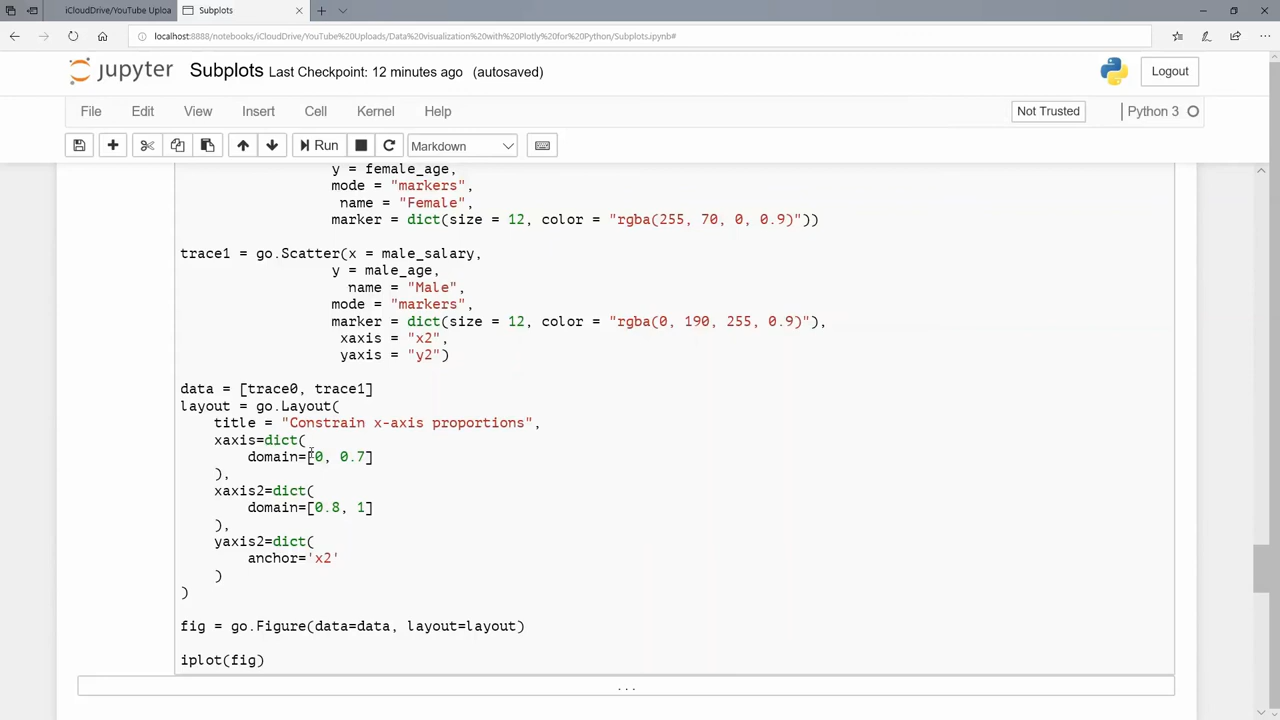 iCloudDrive/YouTube Uploa
Subplots
localhost:8888/notebooks/iCloudDrive/YouTube%20Uploads/Data%20visualization%20with%20Plotly%20for%20Python/Subplots.ipynb#
jupyter Subplots Last Checkpoint: 12 minutes ago (autosaved)
Logout
File Edit View Insert Cell Kernel Help
Not Trusted
Python 3
Run
Markdown
y = female_age,
mode = "markers",
name = "Female",
marker = dict(size = 12, color = "rgba(255, 70, 0, 0.9)"))
trace1 = go.Scatter(x = male_salary,
y = male_age,
name = "Male",
mode = "markers",
marker = dict(size = 12, color = "rgba(0, 190, 255, 0.9)"),
xaxis = "x2",
yaxis = "y2")
data = [trace0, trace1]
layout = go.Layout(
title = "Constrain x-axis proportions",
xaxis=dict(
domain=[0, 0.7]
),
xaxis2=dict(
domain=[0.8, 1]
),
yaxis2=dict(
anchor='x2'
)
)
fig = go.Figure(data=data, layout=layout)
iplot(fig)
...